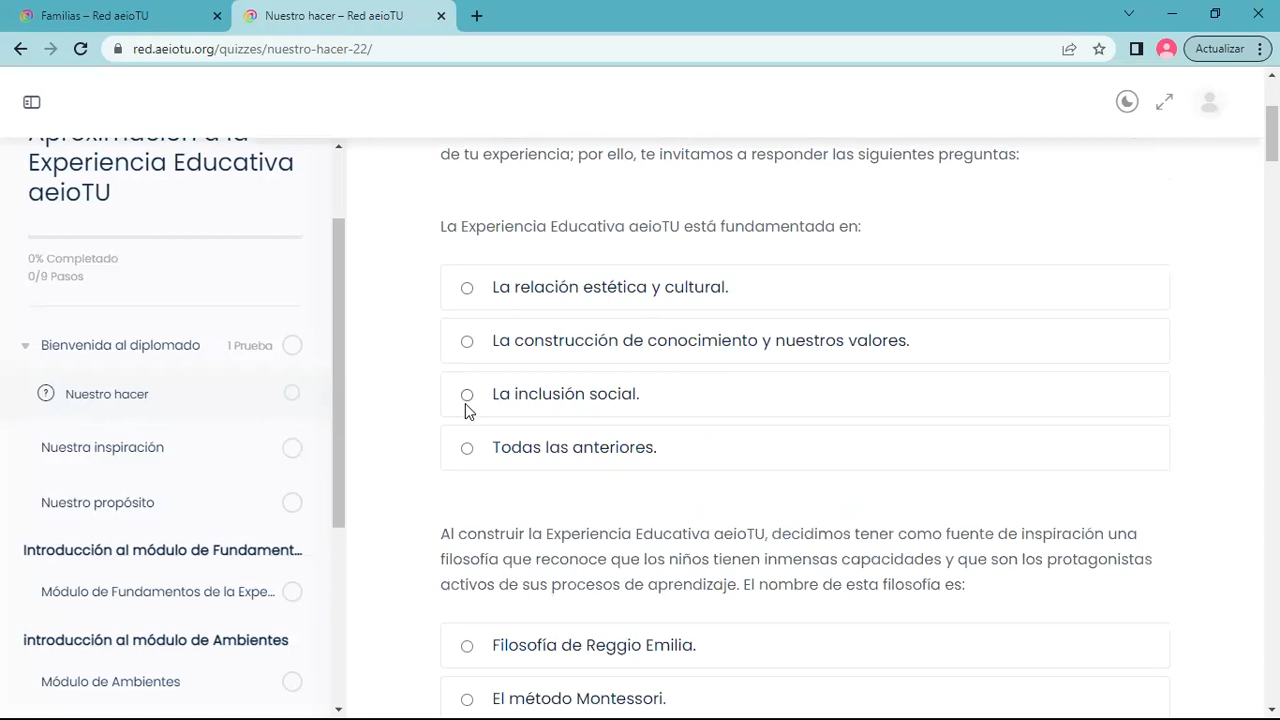 Familias – Red aeioTU
Nuestro hacer – Red aeioTU
red.aeiotu.org/quizzes/nuestro-hacer-22/
Actualizar
Aproximación a la
Experiencia Educativa
aeioTU
0% Completado
0/9 Pasos
Bienvenida al diplomado 1 Prueba
? Nuestro hacer
Nuestra inspiración
Nuestro propósito
Introducción al módulo de Fundament...
Módulo de Fundamentos de la Expe...
introducción al módulo de Ambientes
Módulo de Ambientes
de tu experiencia; por ello, te invitamos a responder las siguientes preguntas:
La Experiencia Educativa aeioTU está fundamentada en:
La relación estética y cultural.
La construcción de conocimiento y nuestros valores.
La inclusión social.
Todas las anteriores.
Al construir la Experiencia Educativa aeioTU, decidimos tener como fuente de inspiración una
filosofía que reconoce que los niños tienen inmensas capacidades y que son los protagonistas
activos de sus procesos de aprendizaje. El nombre de esta filosofía es:
Filosofía de Reggio Emilia.
El método Montessori.